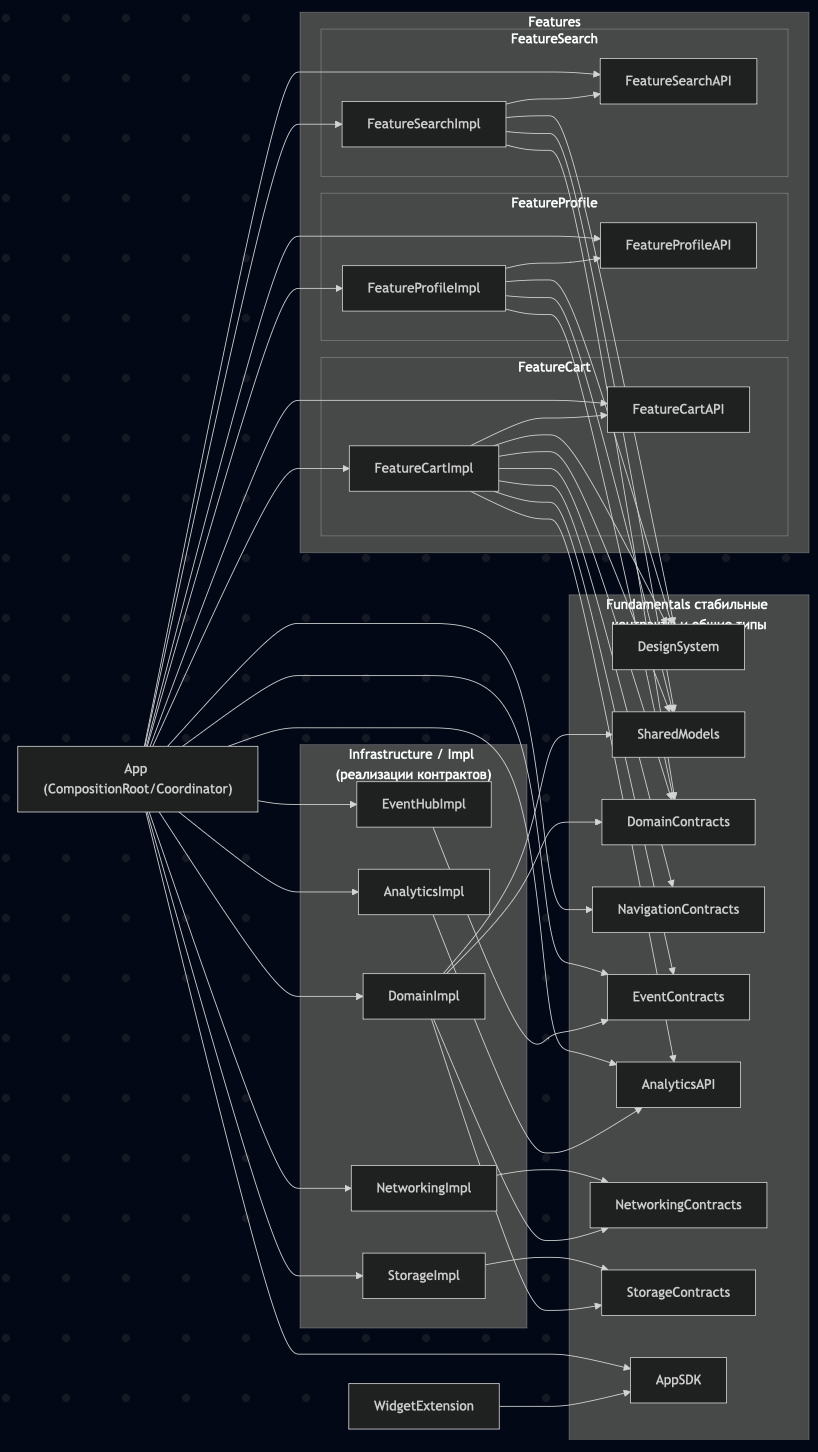 Features
FeatureSearch
FeatureSearchAPI
FeatureSearchImpl
FeatureProfile
FeatureProfileAPI
FeatureProfileImpl
FeatureCart
FeatureCartAPI
FeatureCartImpl
Fundamentals стабильные
контракты и общие типы
DesignSystem
SharedModels
App
(CompositionRoot/Coordinator)
Infrastructure / Impl
(реализации контрактов)
EventHubImpl
DomainContracts
AnalyticsImpl
NavigationContracts
DomainImpl
EventContracts
AnalyticsAPI
NetworkingImpl
NetworkingContracts
StorageImpl
StorageContracts
AppSDK
WidgetExtension